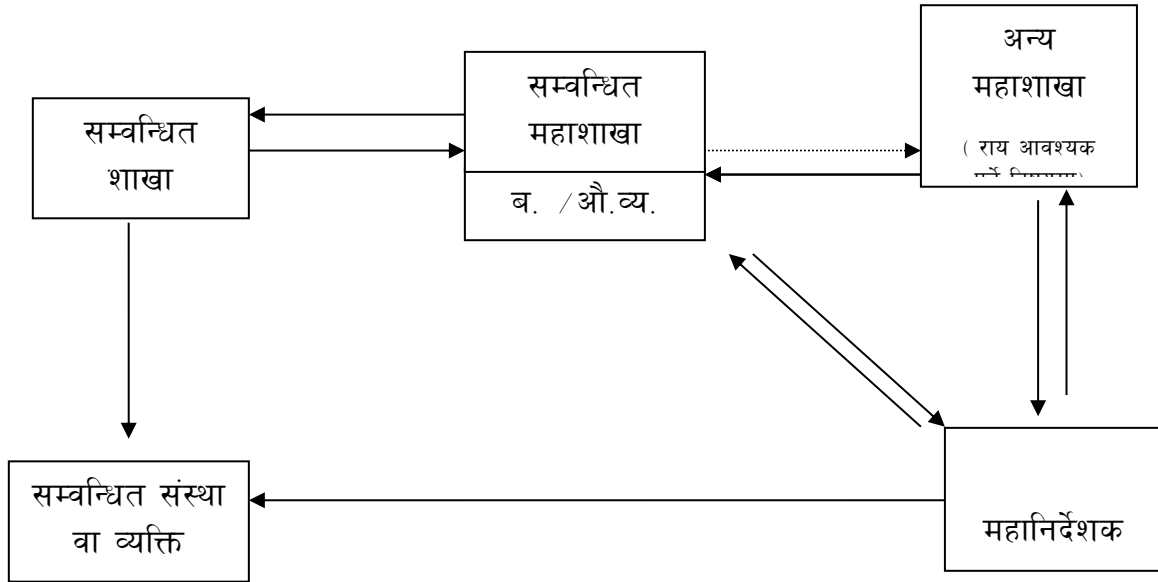 अन्य
महाशाखा
( राय आवश्यक
सम्वन्धित
महाशाखा
ब. /औ.व्य.
सम्वन्धित
शाखा
सम्वन्धित संस्था
वा व्यक्ति
महानिर्देशक